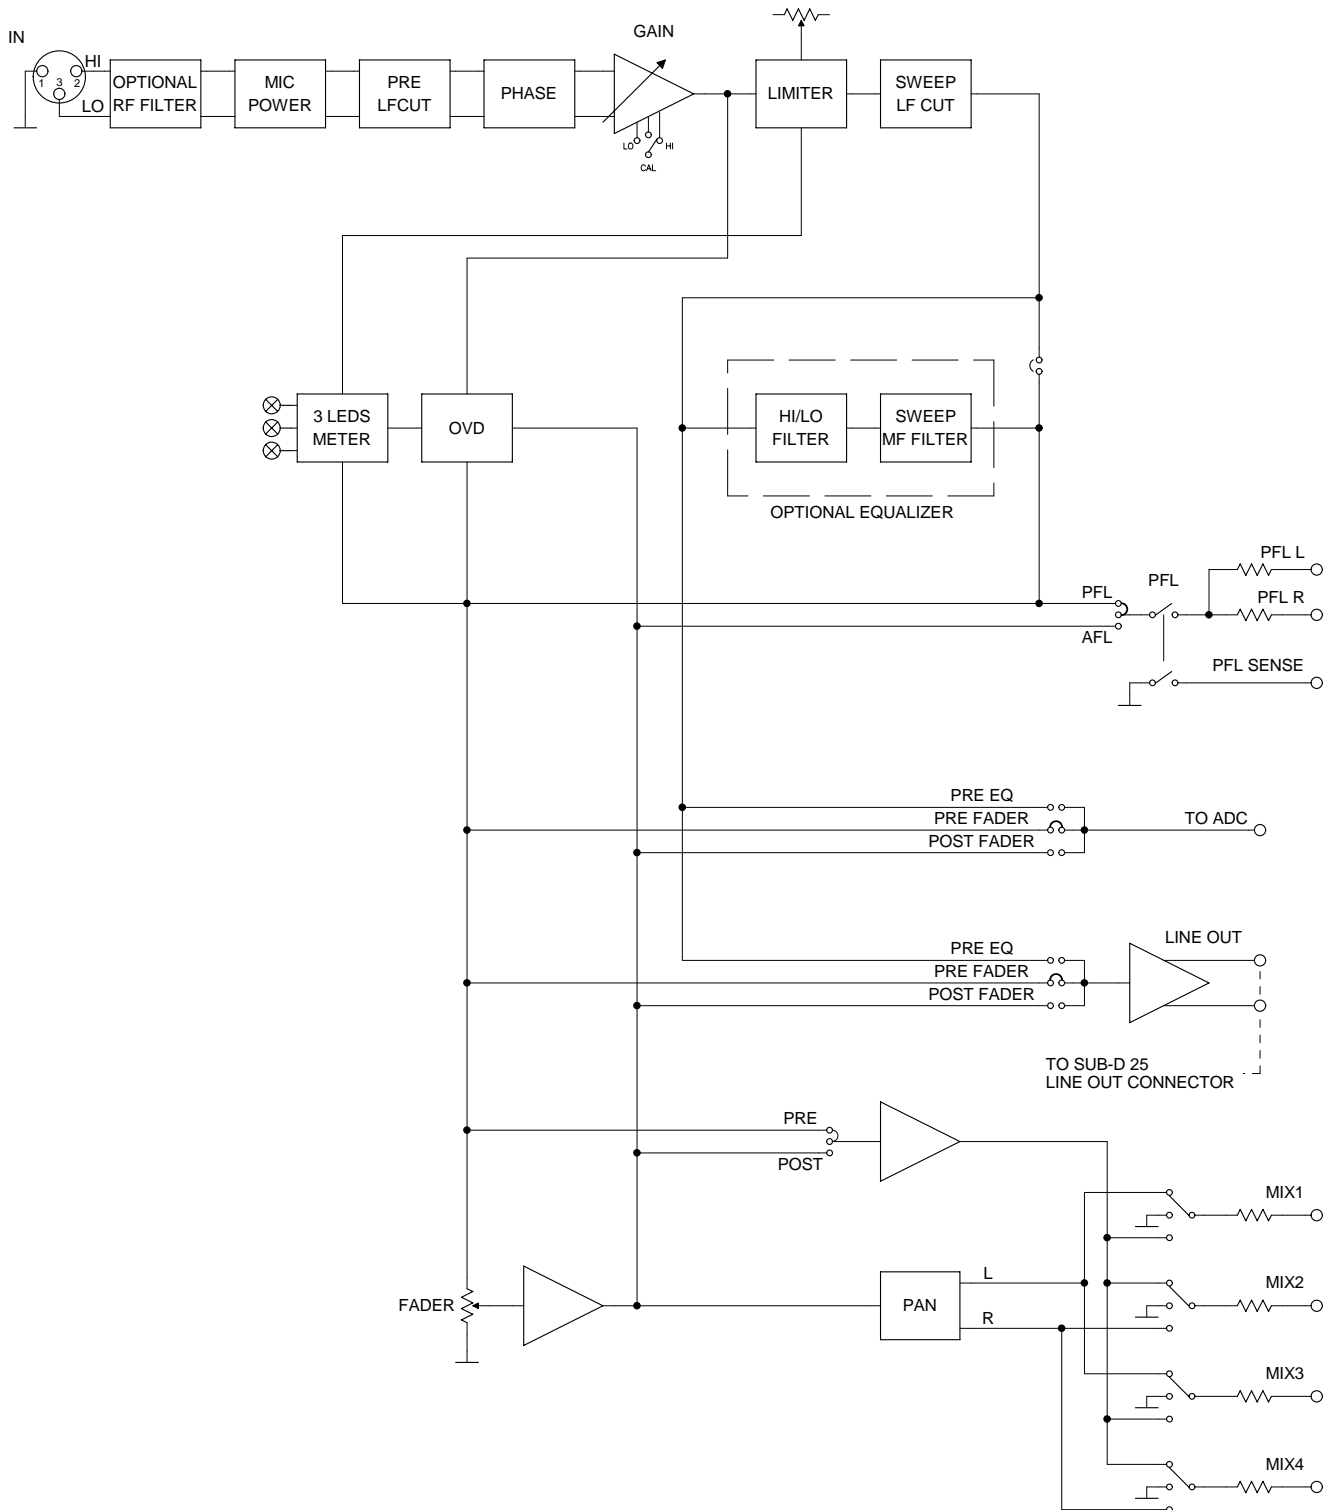 GAIN
IN
HI
1
3
2
LO
OPTIONAL
RF FILTER
MIC
POWER
PRE
LFCUT
PHASE
LIMITER
SWEEP
LF CUT
LO
HI
CAL
3 LEDS
METER
OVD
HI/LO
FILTER
SWEEP
MF FILTER
OPTIONAL EQUALIZER
PFL L
PFL
PFL
PFL R
AFL
PFL SENSE
PRE EQ
PRE FADER
TO ADC
POST FADER
LINE OUT
PRE EQ
PRE FADER
POST FADER
TO SUB-D 25
LINE OUT CONNECTOR
PRE
POST
MIX1
L
MIX2
FADER
PAN
R
MIX3
MIX4